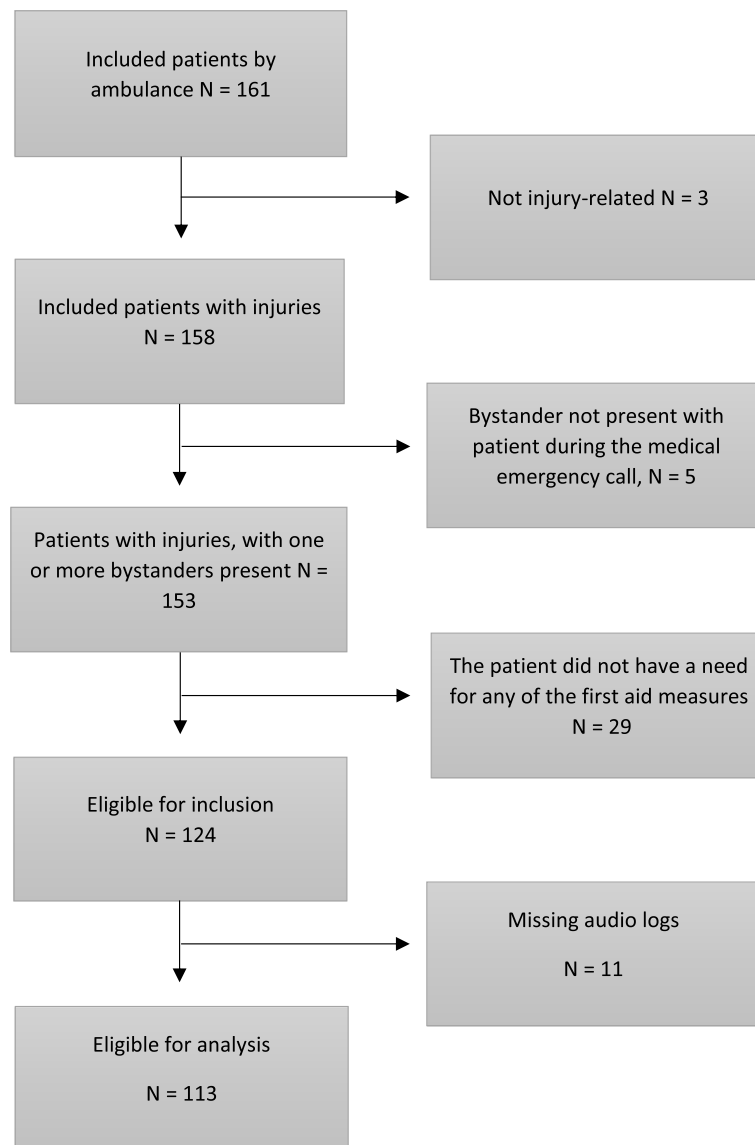 Included patients by
ambulance N = 161
Not injury-related N = 3
Included patients with injuries
N = 158
Bystander not present with
patient during the medical
emergency call, N = 5
Patients with injuries, with one
or more bystanders present N =
153
The patient did not have a need
for any of the first aid measures
N = 29
Eligible for inclusion
N = 124
Missing audio logs
N = 11
Eligible for analysis
N = 113